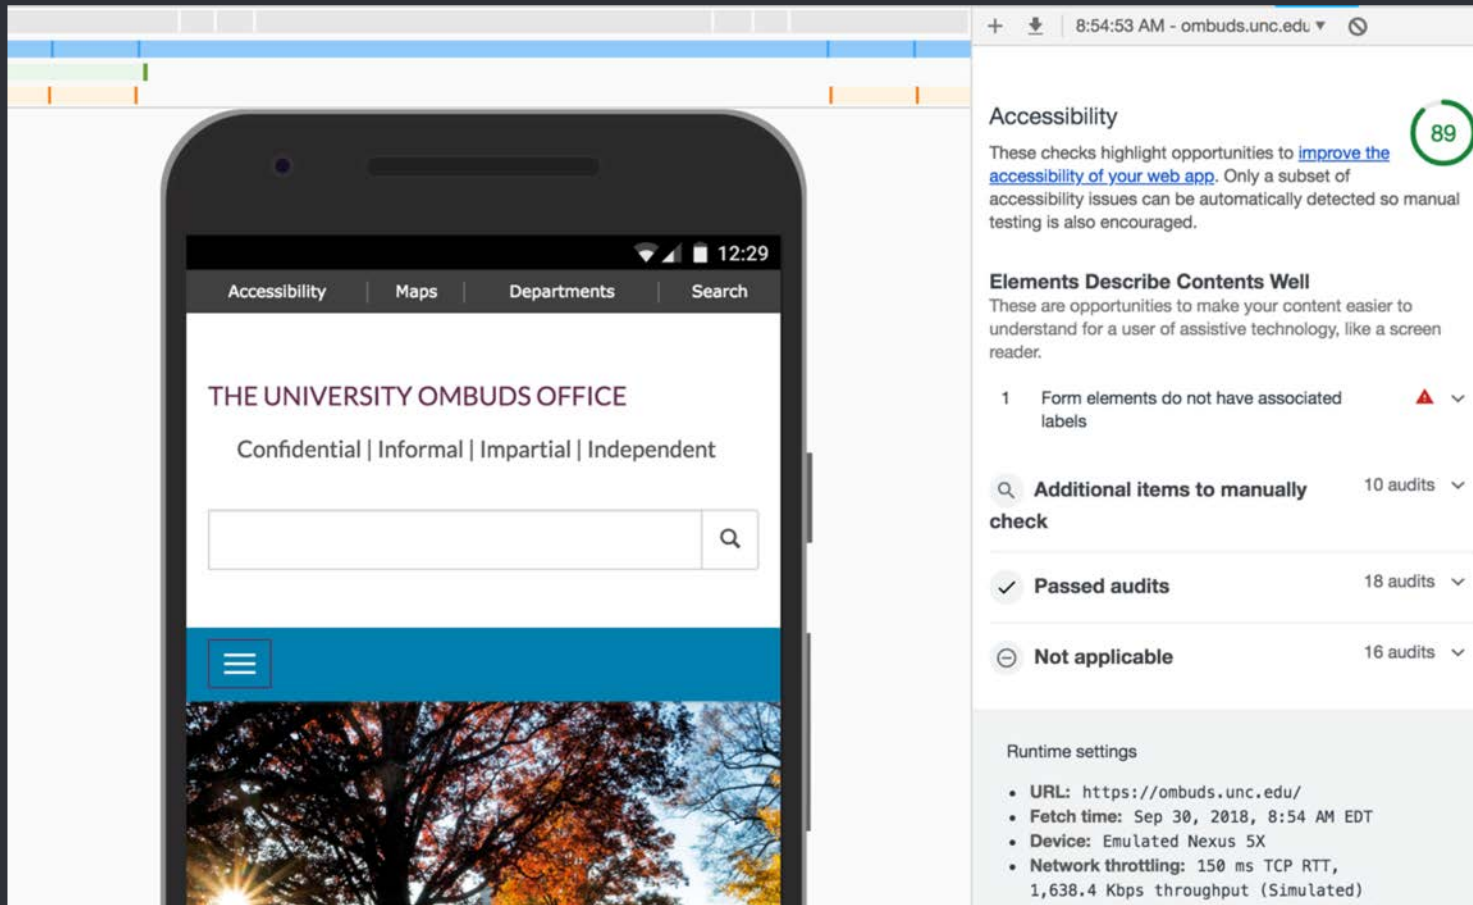 8:54:53 AM - ombuds.unc.edu
12:29
Accessibility | Maps | Departments | Search
THE UNIVERSITY OMBUDS OFFICE
Confidential | Informal | Impartial | Independent
Accessibility
89
These checks highlight opportunities to improve the
accessibility of your web app. Only a subset of
accessibility issues can be automatically detected so manual
testing is also encouraged.
Elements Describe Contents Well
These are opportunities to make your content easier to
understand for a user of assistive technology, like a screen
reader.
1 Form elements do not have associated
labels
Additional items to manually
check
10 audits
Passed audits
18 audits
Not applicable
16 audits
Runtime settings
• URL: https://ombuds.unc.edu/
• Fetch time: Sep 30, 2018, 8:54 AM EDT
• Device: Emulated Nexus 5X
• Network throttling: 150 ms TCP RTT,
1,638.4 Kbps throughput (Simulated)